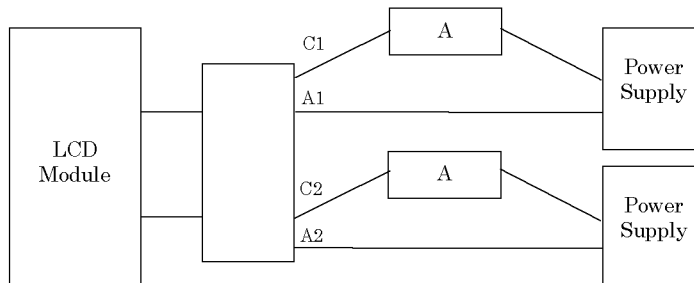 C1
A
Power
Supply
A1
LCD
Module
C2
A
Power
Supply
A2